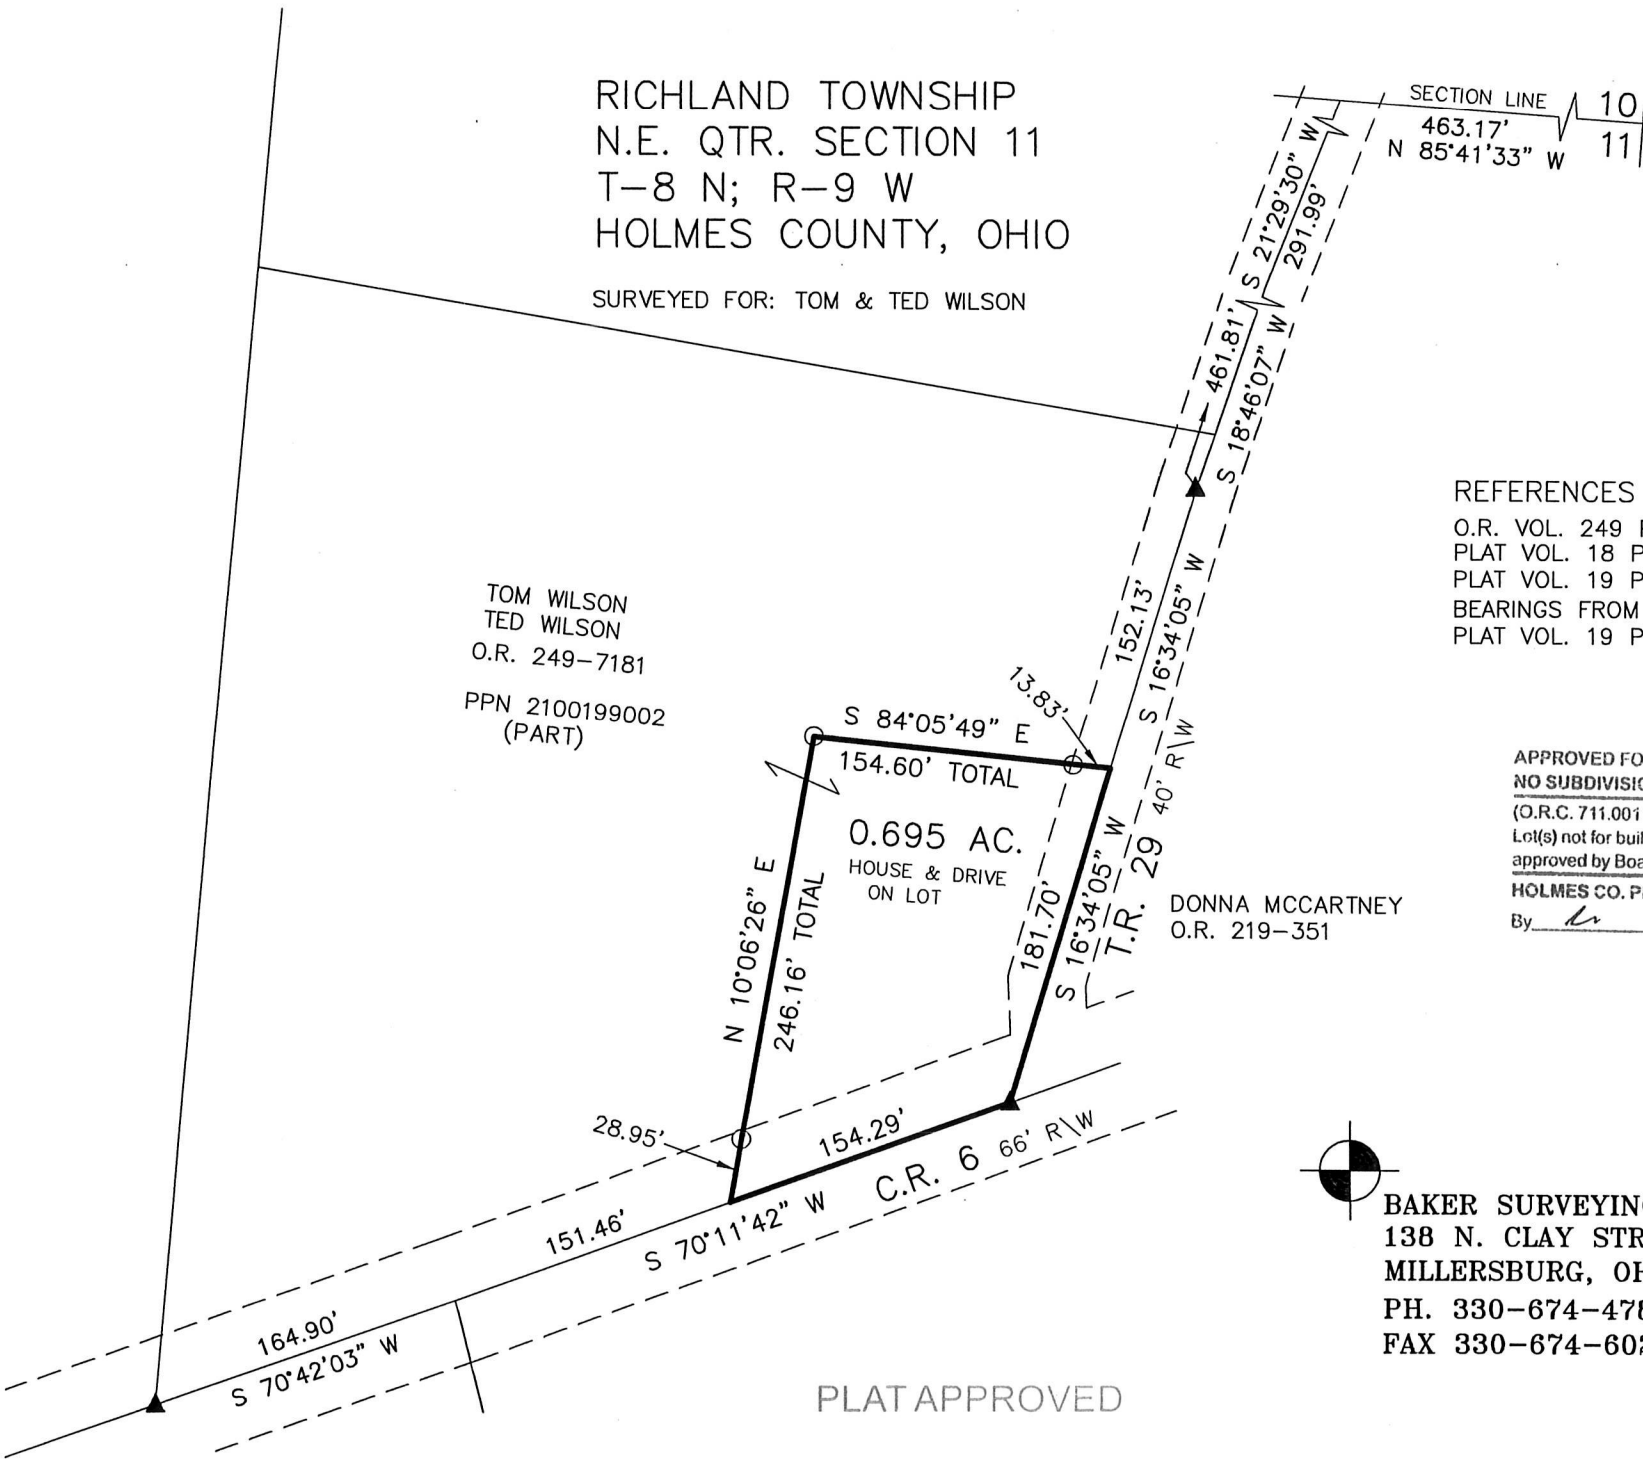 RICHLAND TOWNSHIP
N.E. QTR. SECTION 11
T-8 N; R-9 W
HOLMES COUNTY, OHIO
SURVEYED FOR: TOM & TED WILSON
SECTION LINE
463.17'
N 85°41'33" W
10
11
S 21°29'30" W
291.99'
461.81'
S 18°46'07" W
REFERENCES
O.R. VOL. 249
PLAT VOL. 18
PLAT VOL. 19
BEARINGS FROM
PLAT VOL. 19
TOM WILSON
TED WILSON
O.R. 249-7181
PPN 2100199002
(PART)
152.13'
S 16°34'05" W
13.83'
S 84°05'49" E
154.60' TOTAL
0.695 AC.
HOUSE & DRIVE
ON LOT
N 10°06'26" E
246.16' TOTAL
181.70'
S 16°34'05" W
T.R. 29 40' R\W
DONNA MCCARTNEY
O.R. 219-351
APPROVED
NO
(O.R.C. 711.001
Lot(s) not for
approved by
HOLMES CO.
By
28.95'
154.29'
C.R. 6 66' R\W
151.46'
S 70°11'42" W
164.90'
S 70°42'03" W
BAKER SURVEYING
138 N. CLAY
MILLERSBURG,
PH. 330-674-478
FAX 330-674-60
PLAT APPROVED